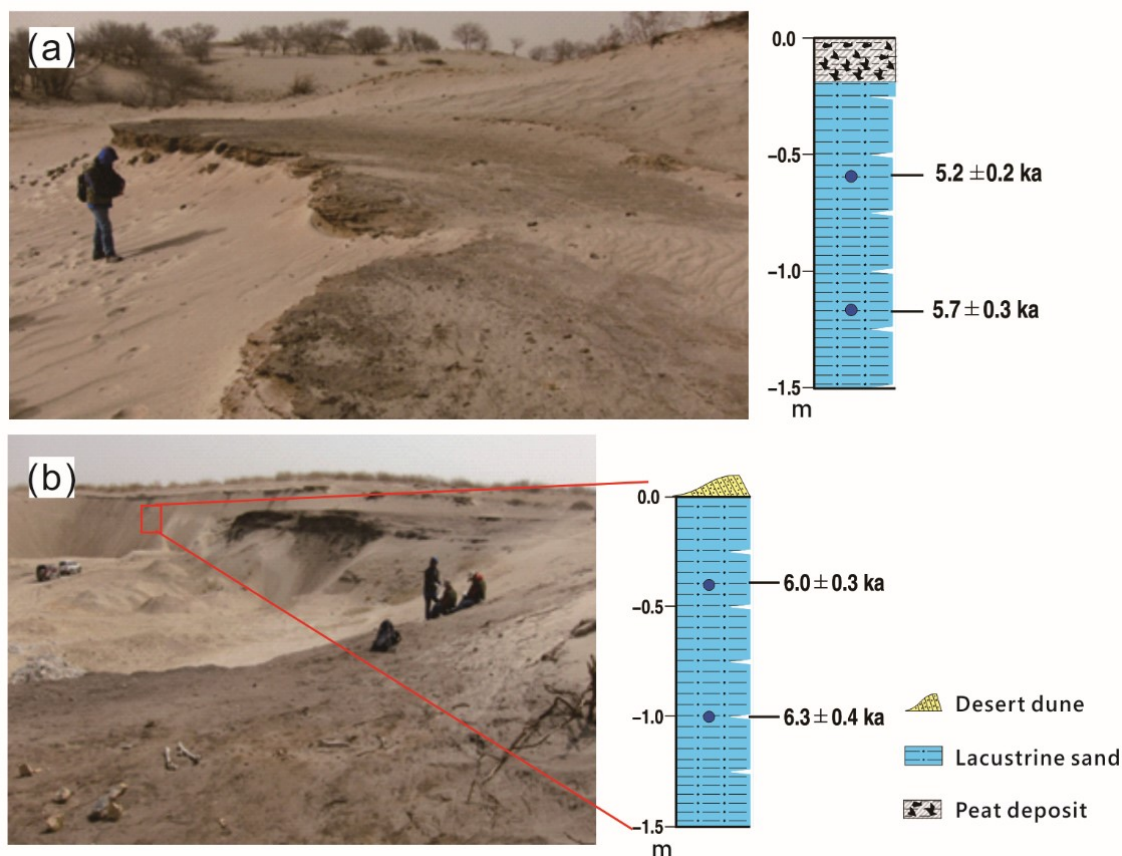 (a)
0.0
−0.5
5.2 ± 0.2 ka
−1.0
5.7 ± 0.3 ka
−1.5
m
(b)
0.0
6.0 ± 0.3 ka
−0.5
−1.0
6.3 ± 0.4 ka
−1.5
m
Desert dune
Lacustrine sand
Peat deposit